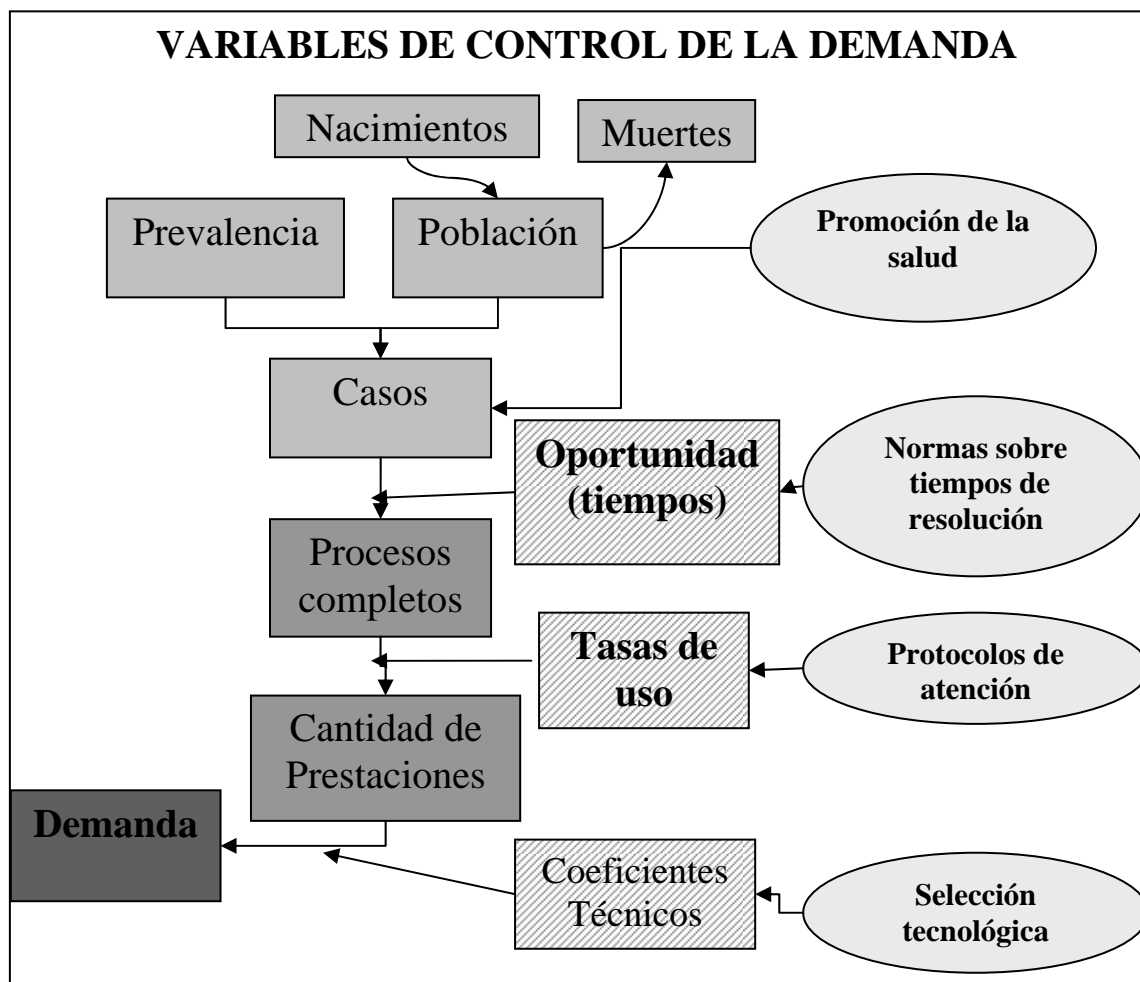 VARIABLES DE CONTROL DE LA DEMANDA
Nacimientos
Muertes
Prevalencia
Población
Promoción de la
salud
Casos
Oportunidad
(tiempos)
Normas sobre
tiempos de
resolución
Procesos
completos
Tasas de
uso
Protocolos de
atención
Cantidad de
Prestaciones
Demanda
Coeficientes
Técnicos
Selección
tecnológica